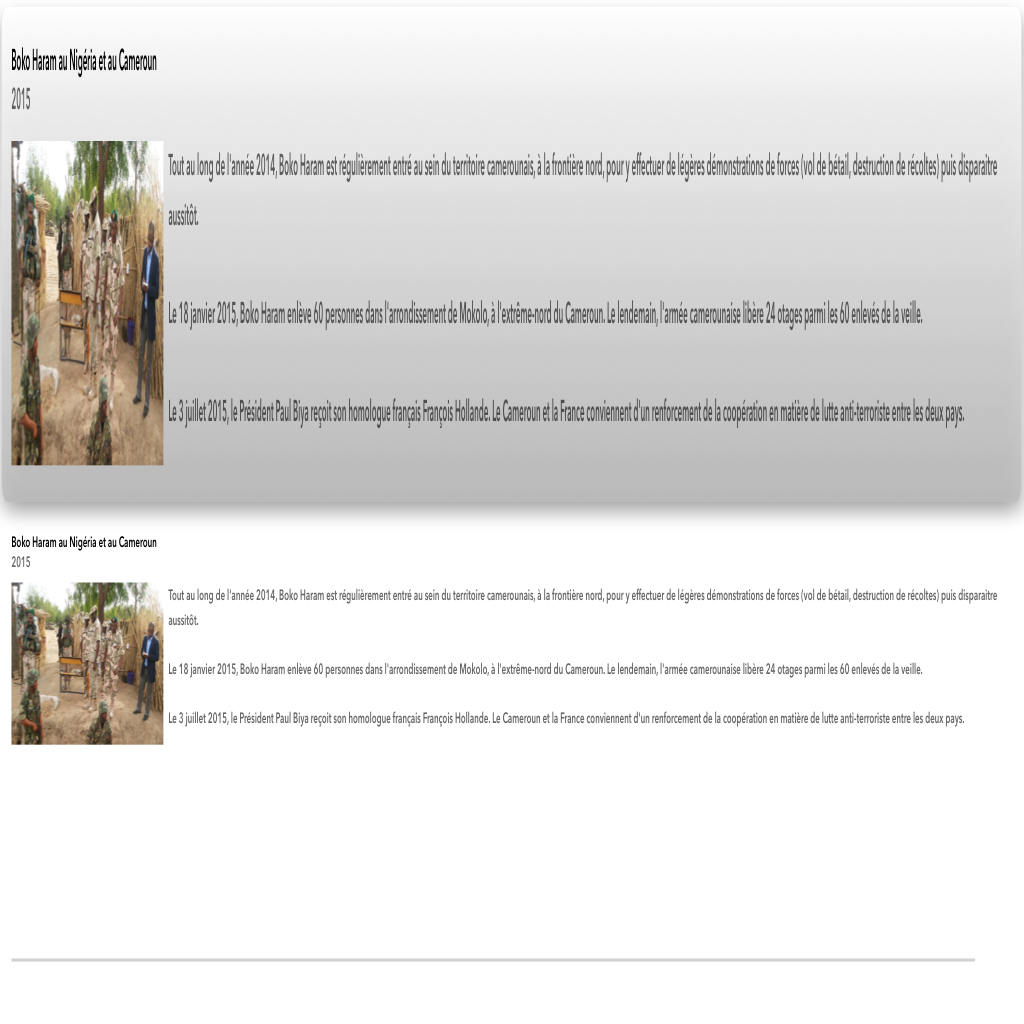 Boko Haram au Nigéria et au Cameroun
2015
Tout au long de l'année 2014, Boko Haram est régulièrement entré au sein du territoire camerounais, à la frontière nord, pour y effectuer de légères démonstrations de forces (vol de bétail, destruction de récoltes) puis disparaitre
aussitôt.
Le 18 janvier 2015, Boko Haram enlève 60 personnes dans l'arrondissement de Mokolo, à l'extrême-nord du Cameroun. Le lendemain, l'armée camerounaise libère 24 otages parmi les 60 enlevés de la veille.
Le 3 juillet 2015, le Président Paul Biya reçoit son homologue français François Hollande. Le Cameroun et la France conviennent d'un renforcement de la coopération en matière de lutte anti-terroriste entre les deux pays.
Boko Haram au Nigéria et au Cameroun
2015
Tout au long de l'année 2014, Boko Haram est régulièrement entré au sein du territoire camerounais, à la frontière nord, pour y effectuer de légères démonstrations de forces (vol de bétail, destruction de récoltes) puis disparaitre
aussitôt.
Le 18 janvier 2015, Boko Haram enlève 60 personnes dans l'arrondissement de Mokolo, à l'extrême-nord du Cameroun. Le lendemain, l'armée camerounaise libère 24 otages parmi les 60 enlevés de la veille.
Le 3 juillet 2015, le Président Paul Biya reçoit son homologue français François Hollande. Le Cameroun et la France conviennent d'un renforcement de la coopération en matière de lutte anti-terroriste entre les deux pays.